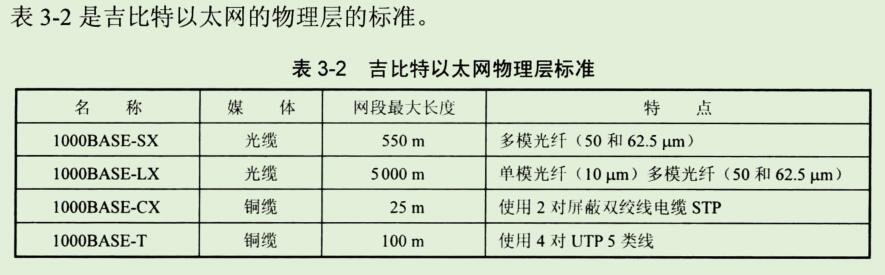 表 3-2 是吉比特以太网的物理层的标准。
表 3-2 吉比特以太网物理层标准
名 称 媒 体 网段最大长度 特 点
1000BASE-SX 光缆 550 m 多模光纤（50 和 62.5 μm）
1000BASE-LX 光缆 5 000 m 单模光纤（10 μm）多模光纤（50 和 62.5 μm）
1000BASE-CX 铜缆 25 m 使用 2 对屏蔽双绞线电缆 STP
1000BASE-T 铜缆 100 m 使用 4 对 UTP 5 类线